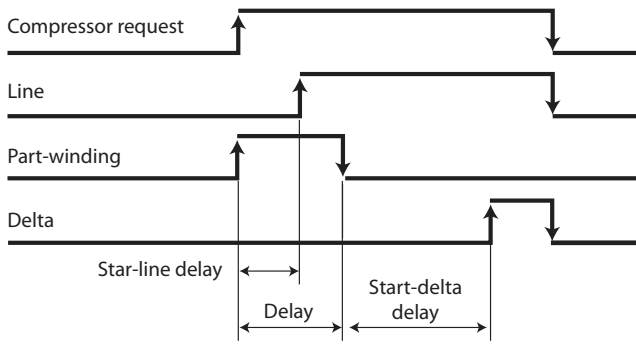 Compressor request
Line
Part-winding
Delta
Star-line delay
Start-delta
delay
Delay